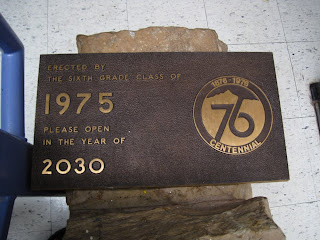 ERECTED BY
THE SIXTH GRADE CLASS OF
1975
PLEASE OPEN
IN THE YEAR OF
2030
1876-1976
76
CENTENNIAL